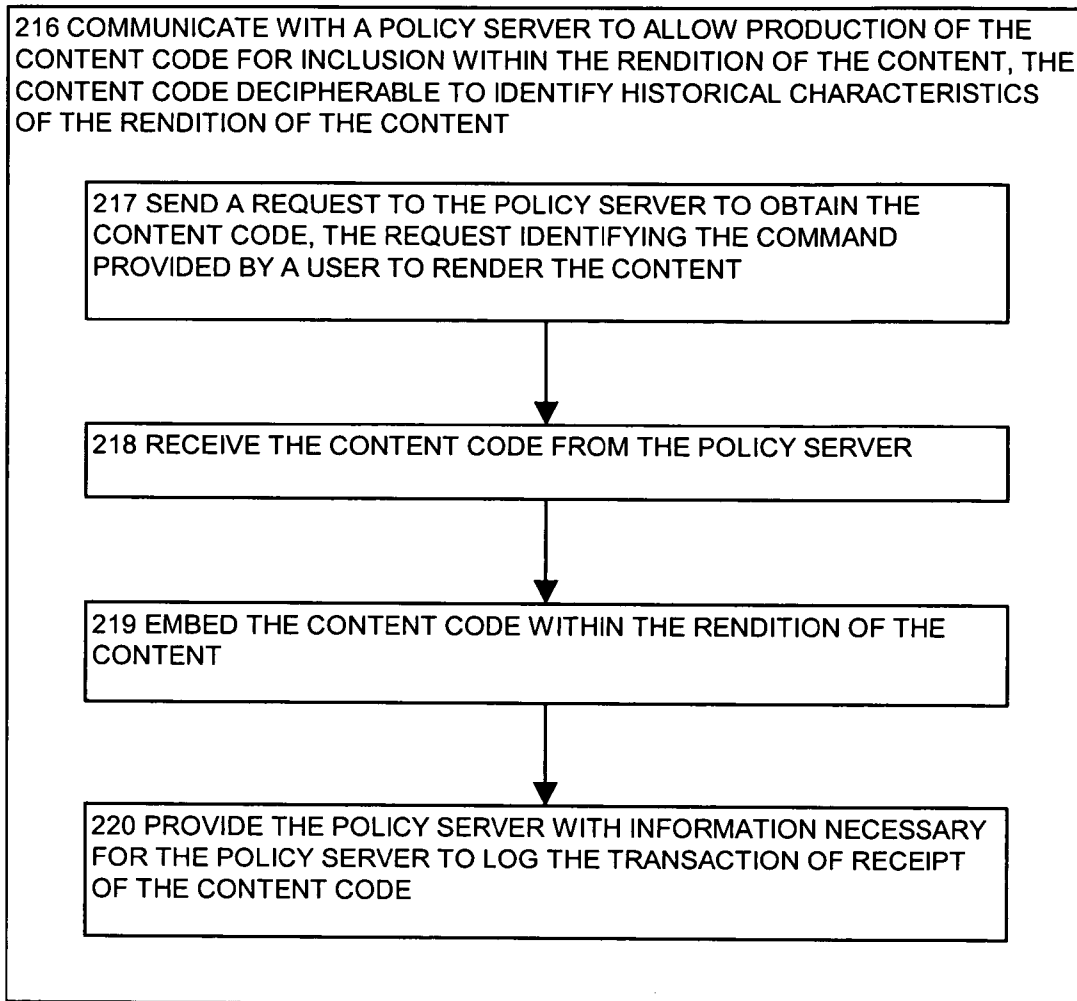 216 COMMUNICATE WITH A POLICY SERVER TO ALLOW PRODUCTION OF THE
CONTENT CODE FOR INCLUSION WITHIN THE RENDITION OF THE CONTENT, THE
CONTENT CODE DECIPHERABLE TO IDENTIFY HISTORICAL CHARACTERISTICS
OF THE RENDITION OF THE CONTENT
217 SEND A REQUEST TO THE POLICY SERVER TO OBTAIN THE
CONTENT CODE, THE REQUEST IDENTIFYING THE COMMAND
PROVIDED BY A USER TO RENDER THE CONTENT
218 RECEIVE THE CONTENT CODE FROM THE POLICY SERVER
219 EMBED THE CONTENT CODE WITHIN THE RENDITION OF THE
CONTENT
220 PROVIDE THE POLICY SERVER WITH INFORMATION NECESSARY
FOR THE POLICY SERVER TO LOG THE TRANSACTION OF RECEIPT
OF THE CONTENT CODE